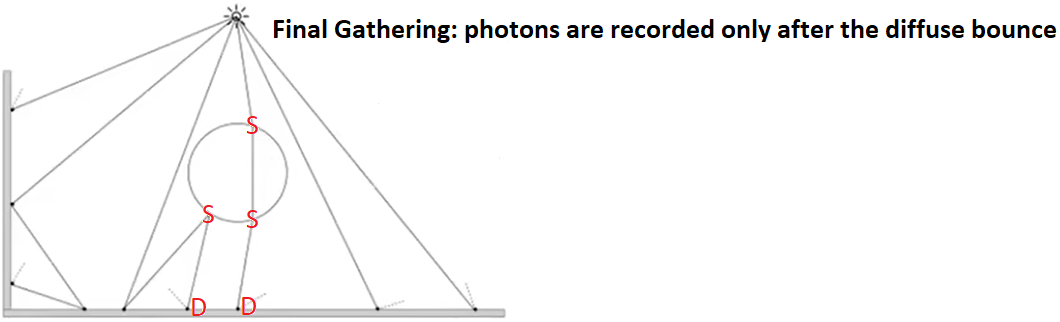 Final Gathering: photons are recorded only after the diffuse bounce
S
S S
D D